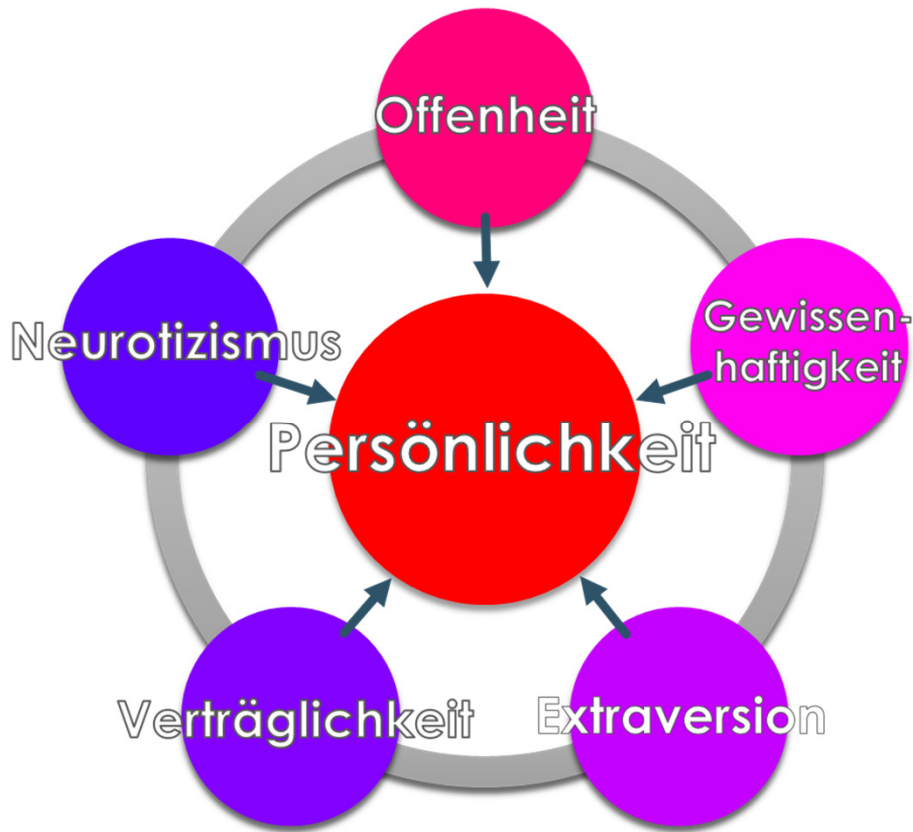 Offenheit
Gewissen-
haftigkeit
Neurotizismus
Persönlichkeit
Verträglichkeit
Extraversion